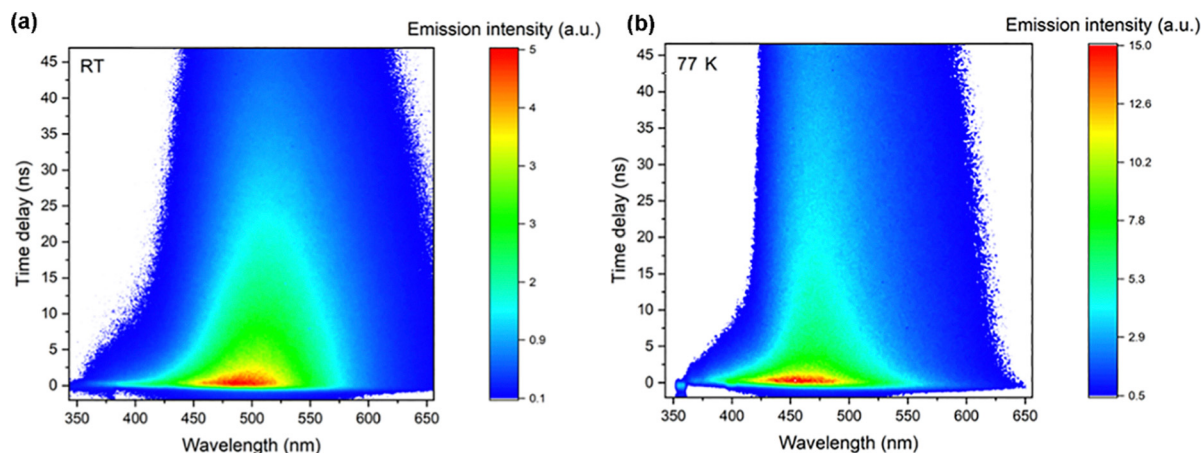 (a)
Emission intensity (a.u.)
RT
45
40
35
30
25
20
15
10
5
0
Time delay (ns)
350 400 450 500 550 600 650
Wavelength (nm)
5
4
3
3
2
0.9
0.1
(b)
Emission intensity (a.u.)
77 K
45
40
35
30
25
20
15
10
5
0
Time delay (ns)
350 400 450 500 550 600 650
Wavelength (nm)
15.0
12.6
10.2
7.8
5.3
2.9
0.5